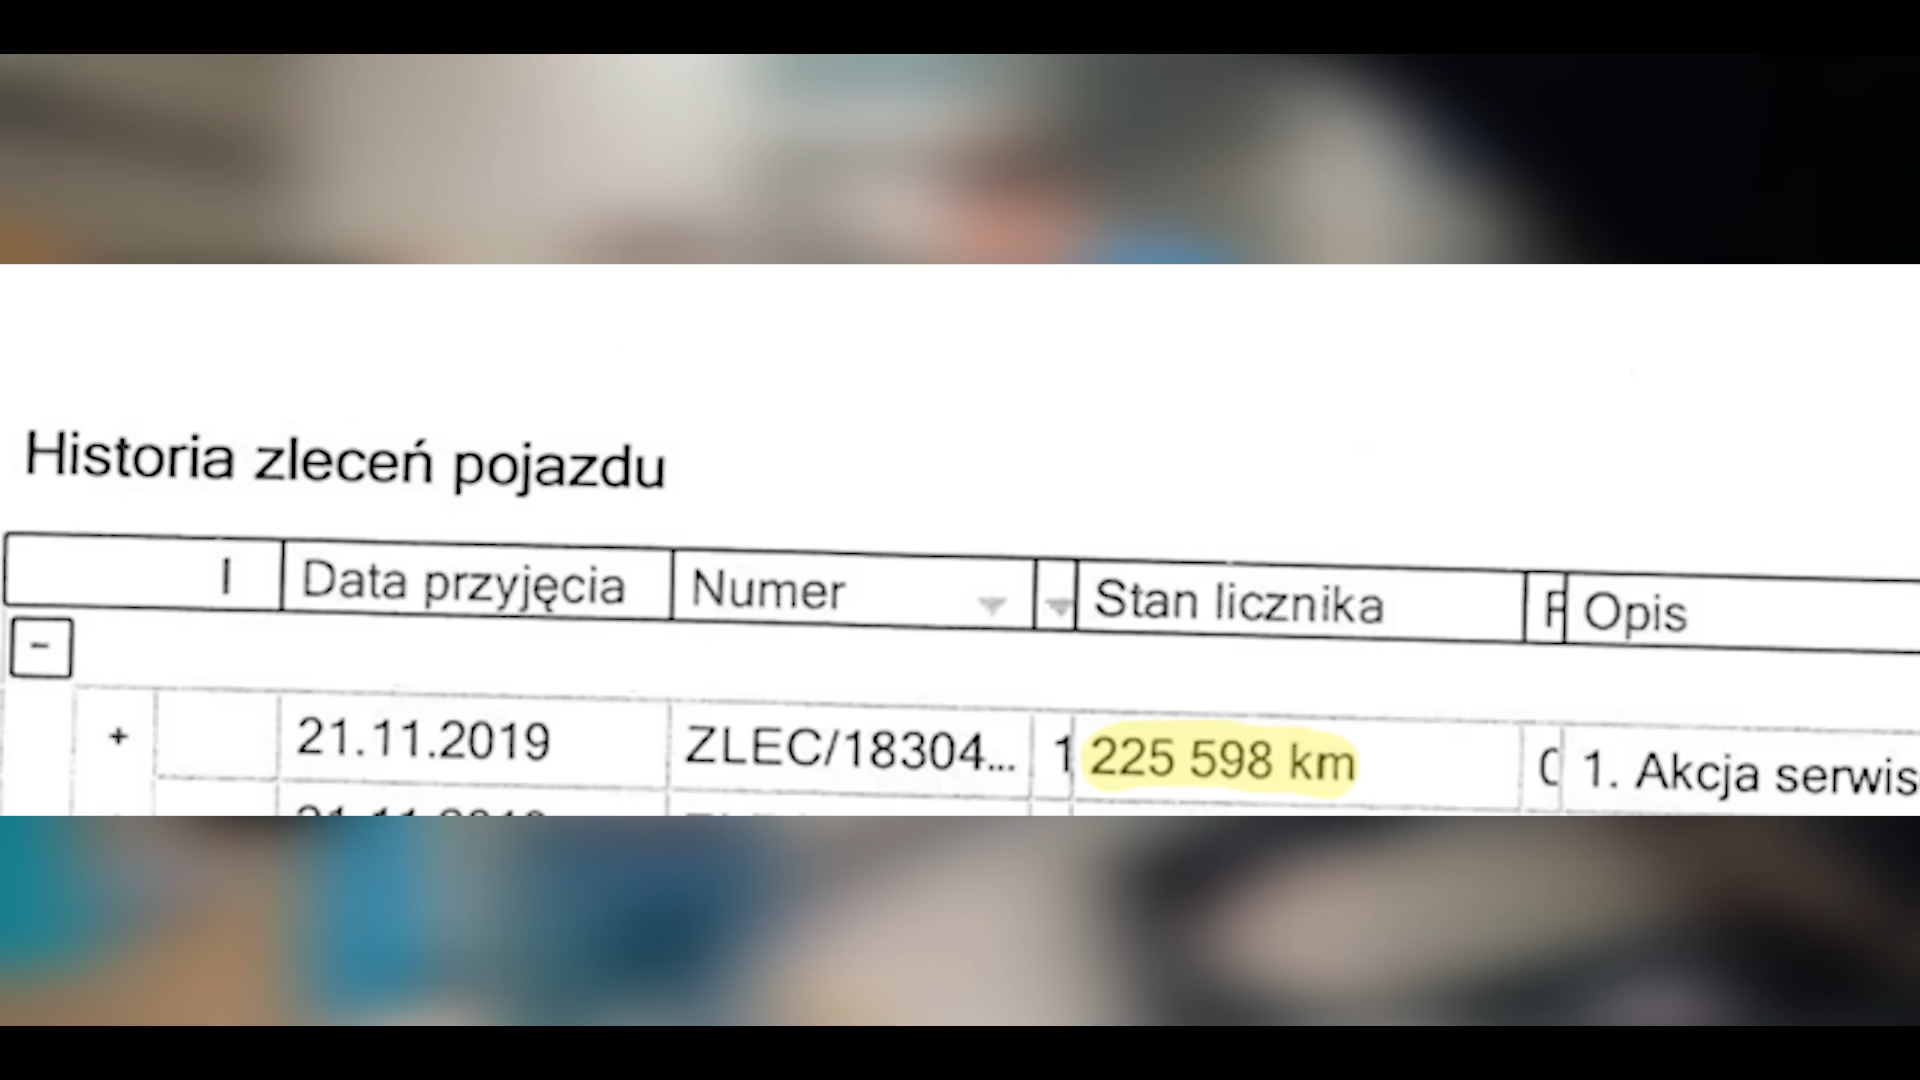 Historia zleceń pojazdu
I Data przyjęcia Numer Stan licznika F Opis
-
+ 21.11.2019 ZLEC/18304... 1 225 598 km 1. Akcja serwis